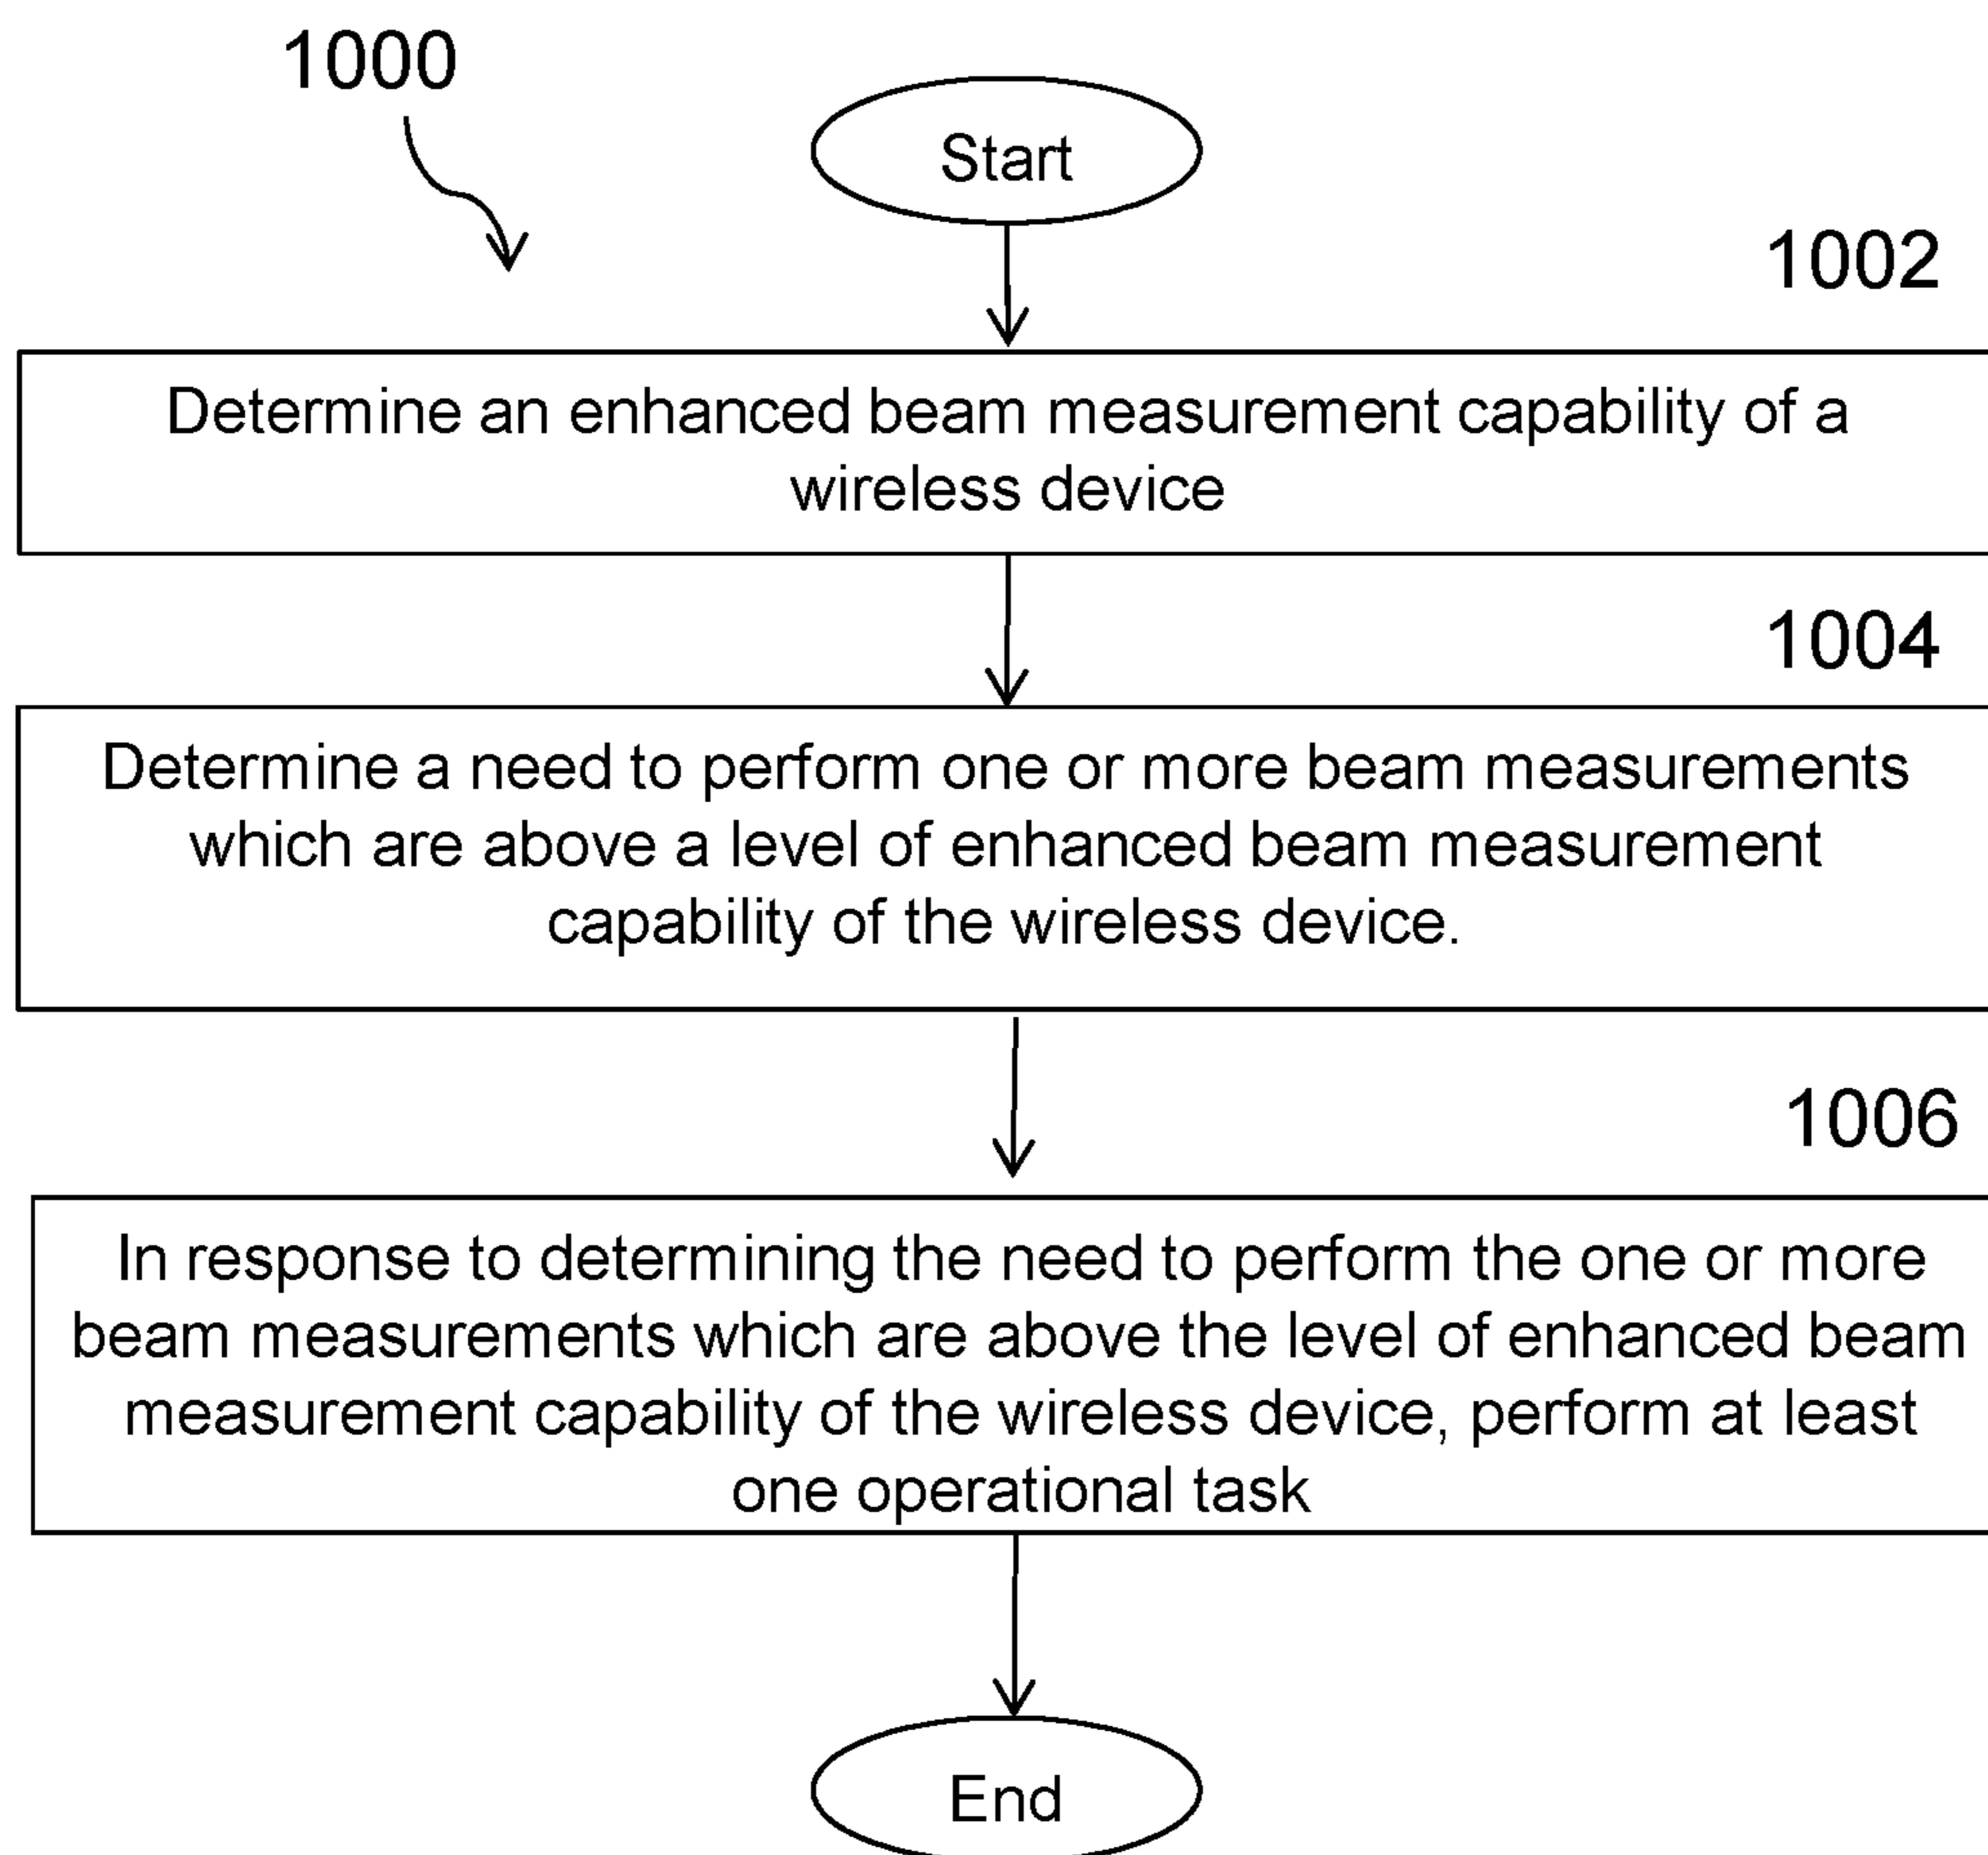 1000
Start
1002
Determine an enhanced beam measurement capability of a
wireless device
1004
Determine a need to perform one or more beam measurements
which are above a level of enhanced beam measurement
capability of the wireless device.
1006
In response to determining the need to perform the one or more
beam measurements which are above the level of enhanced beam
measurement capability of the wireless device, perform at least
one operational task
End